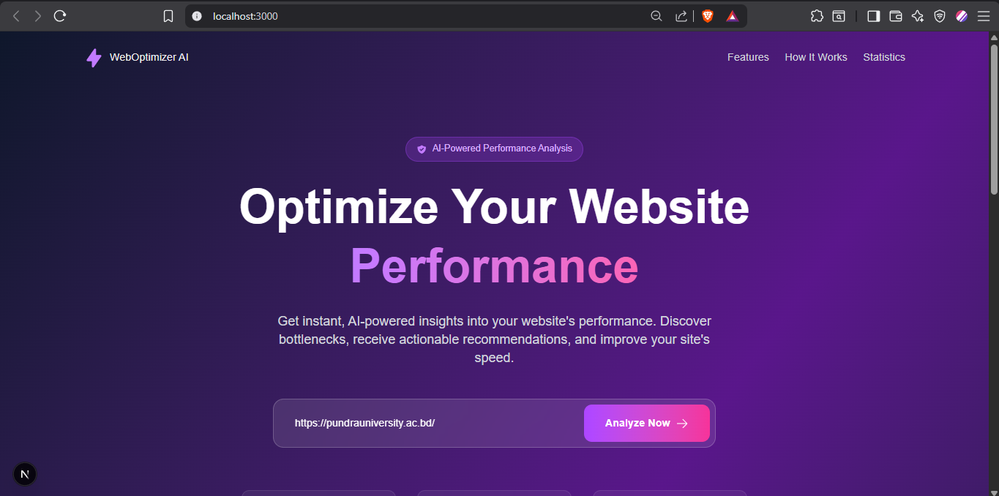 localhost:3000
WebOptimizer AI
Features
How It Works
Statistics
AI-Powered Performance Analysis
Optimize Your Website
Performance
Get instant, AI-powered insights into your website's performance. Discover
bottlenecks, receive actionable recommendations, and improve your site's
speed.
https://pundrauniversity.ac.bd/
Analyze Now
N